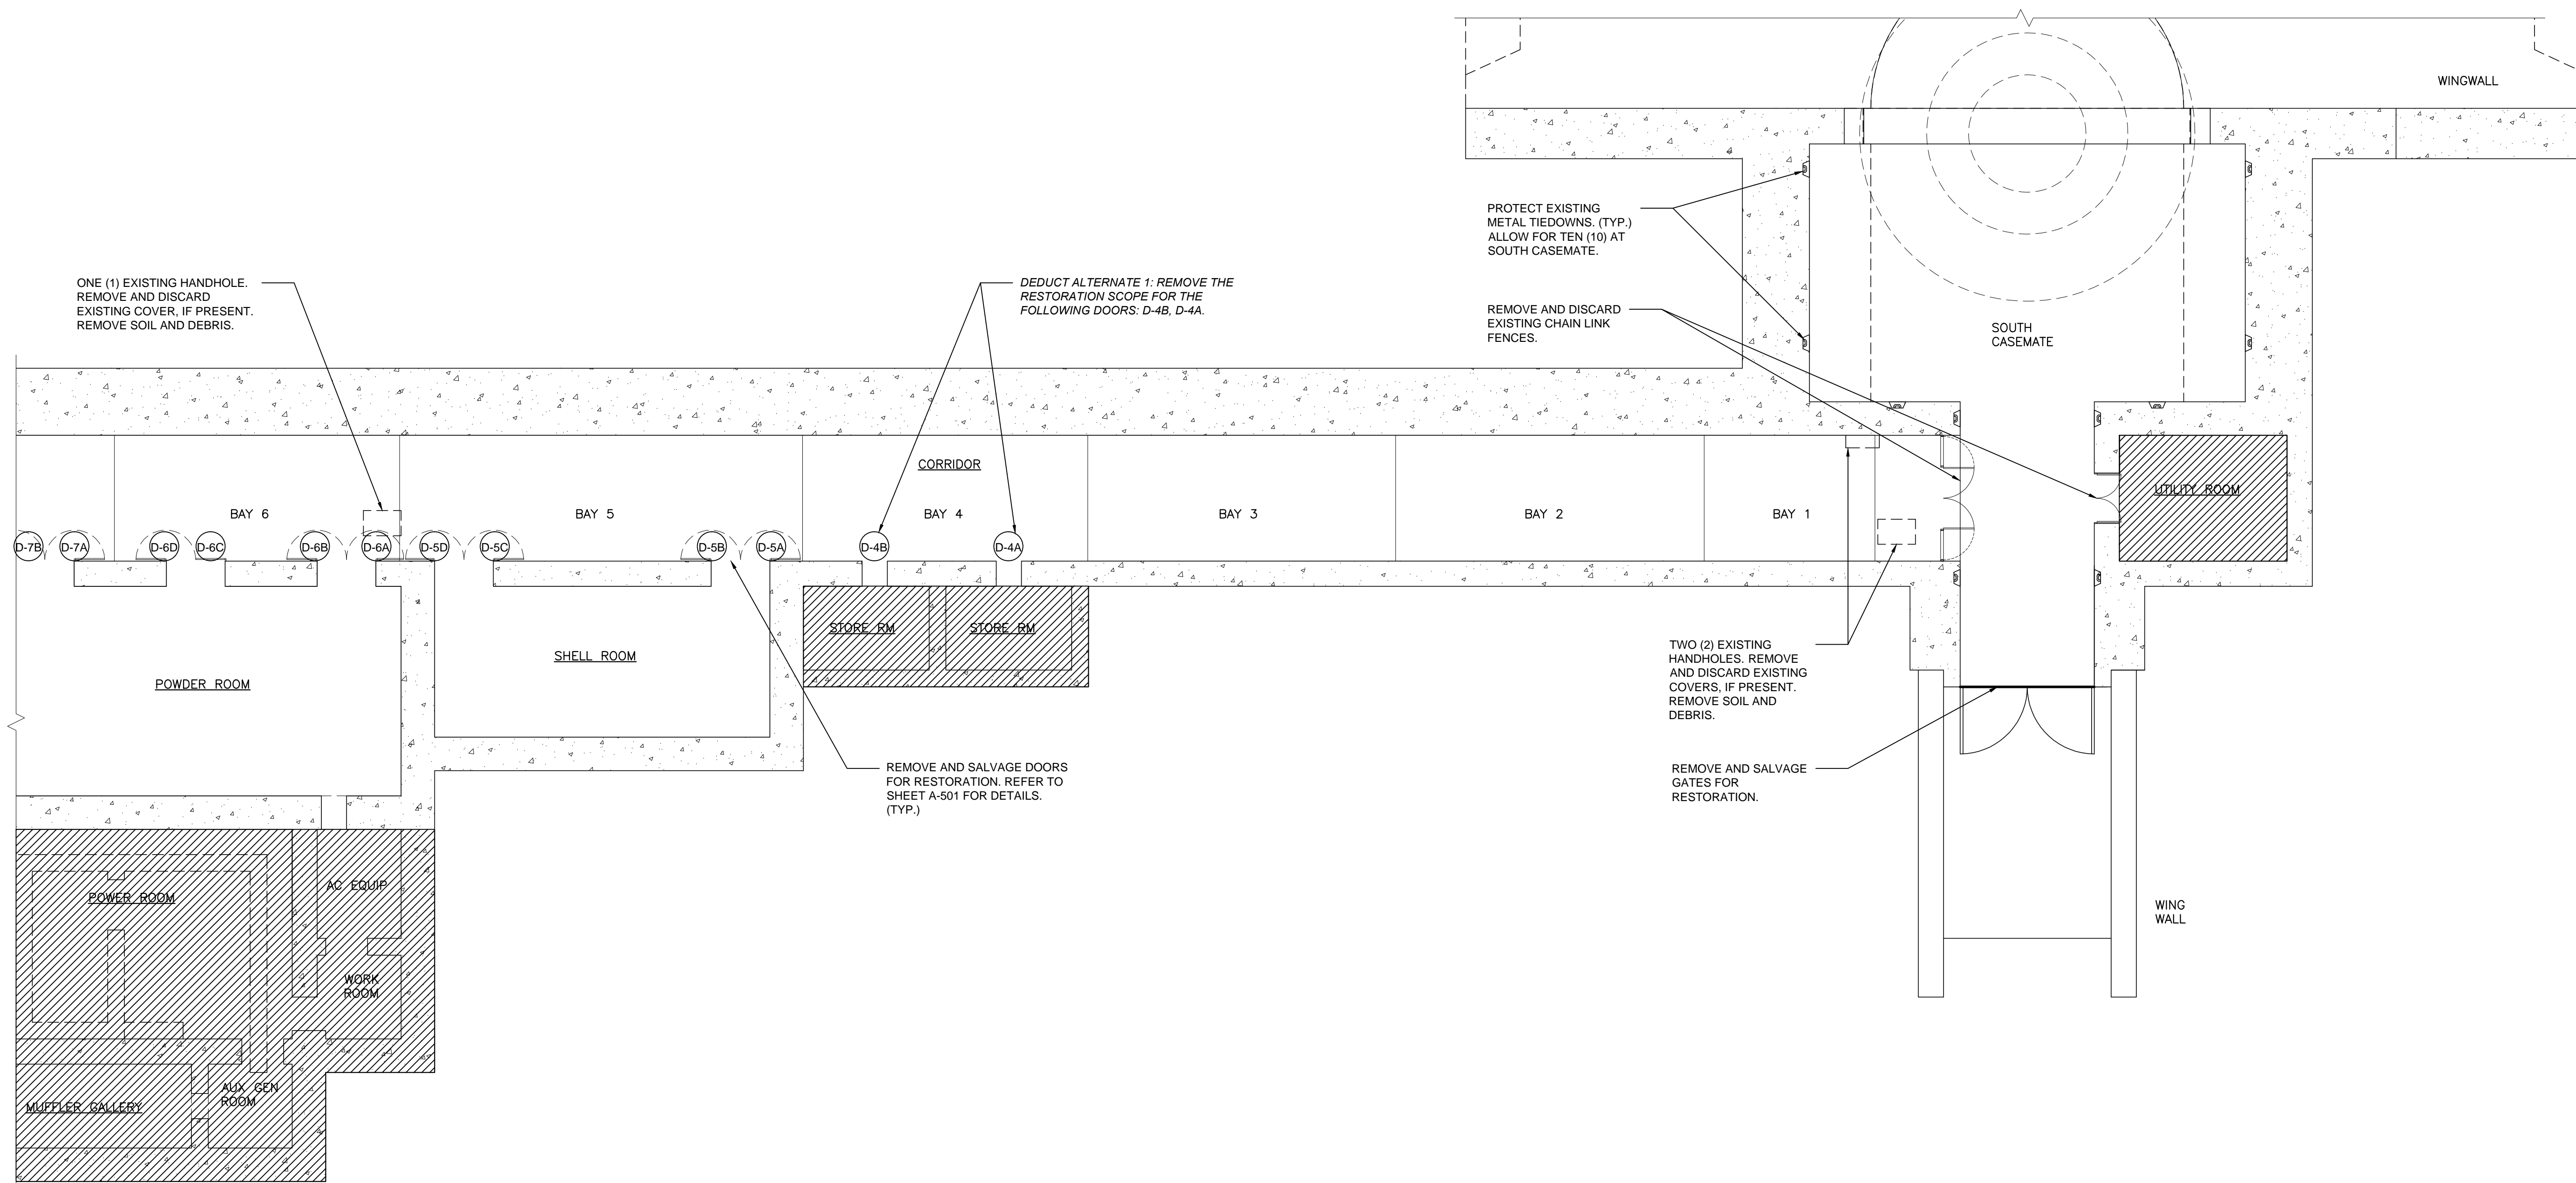 WINGWALL
PROTECT EXISTING
METAL TIEDOWNS. (TYP.)
ALLOW FOR TEN (10) AT
SOUTH CASEMATE.
ONE (1) EXISTING HANDHOLE.
REMOVE AND DISCARD
EXISTING COVER, IF PRESENT.
REMOVE SOIL AND DEBRIS.
DEDUCT ALTERNATE 1: REMOVE THE
RESTORATION SCOPE FOR THE
FOLLOWING DOORS: D-4B, D-4A.
REMOVE AND DISCARD
EXISTING CHAIN LINK
FENCES.
SOUTH
CASEMATE
CORRIDOR
UTILITY ROOM
BAY 6
BAY 5
BAY 4
BAY 3
BAY 2
BAY 1
D-7B
D-7A
D-6D
D-6C
D-6B
D-6A
D-5D
D-5C
D-5B
D-5A
D-4B
D-4A
STORE RM
STORE RM
SHELL ROOM
POWDER ROOM
TWO (2) EXISTING
HANDHOLES. REMOVE
AND DISCARD EXISTING
COVERS, IF PRESENT.
REMOVE SOIL AND
DEBRIS.
REMOVE AND SALVAGE DOORS
FOR RESTORATION. REFER TO
SHEET A-501 FOR DETAILS.
(TYP.)
REMOVE AND SALVAGE
GATES FOR
RESTORATION.
AC EQUIP
POWER ROOM
WING
WALL
WORK
ROOM
AUX GEN
ROOM
MUFFLER GALLERY